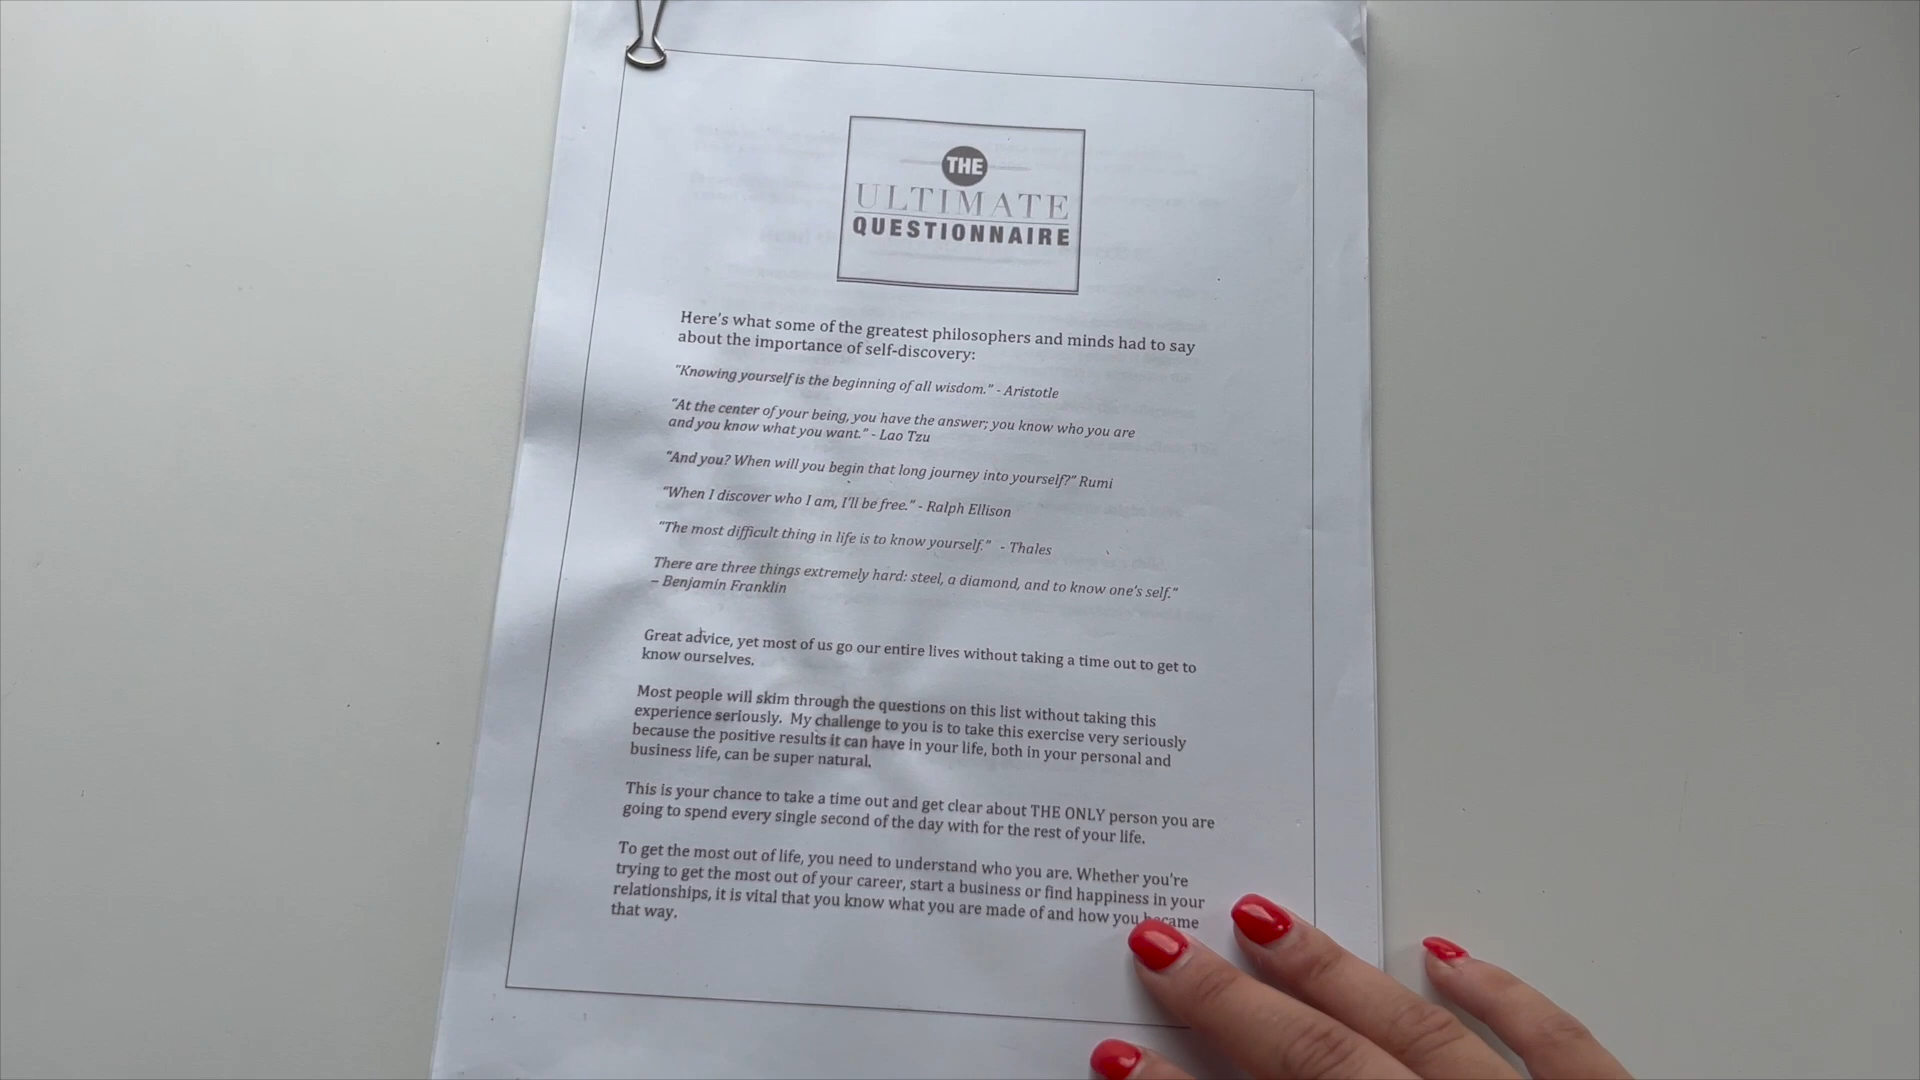 THE
ULTIMATE
QUESTIONNAIRE
Here's what some of the greatest philosophers and minds had to say
about the importance of self-discovery:
"Knowing yourself is the beginning of all wisdom." - Aristotle
"At the center of your being, you have the answer; you know who you are
and you know what you want." - Lao Tzu
"And you? When will you begin that long journey into yourself?" Rumi
"When I discover who I am, I'll be free." - Ralph Ellison
"The most difficult thing in life is to know yourself." - Thales
There are three things extremely hard: steel, a diamond, and to know one's self."
– Benjamin Franklin
Great advice, yet most of us go our entire lives without taking a time out to get to
know ourselves.
Most people will skim through the questions on this list without taking this
experience seriously. My challenge to you is to take this exercise very seriously
because the positive results it can have in your life, both in your personal and
business life, can be super natural.
This is your chance to take a time out and get clear about THE ONLY person you are
going to spend every single second of the day with for the rest of your life.
To get the most out of life, you need to understand who you are. Whether you're
trying to get the most out of your career, start a business or find happiness in your
relationships, it is vital that you know what you are made of and how you became
that way.